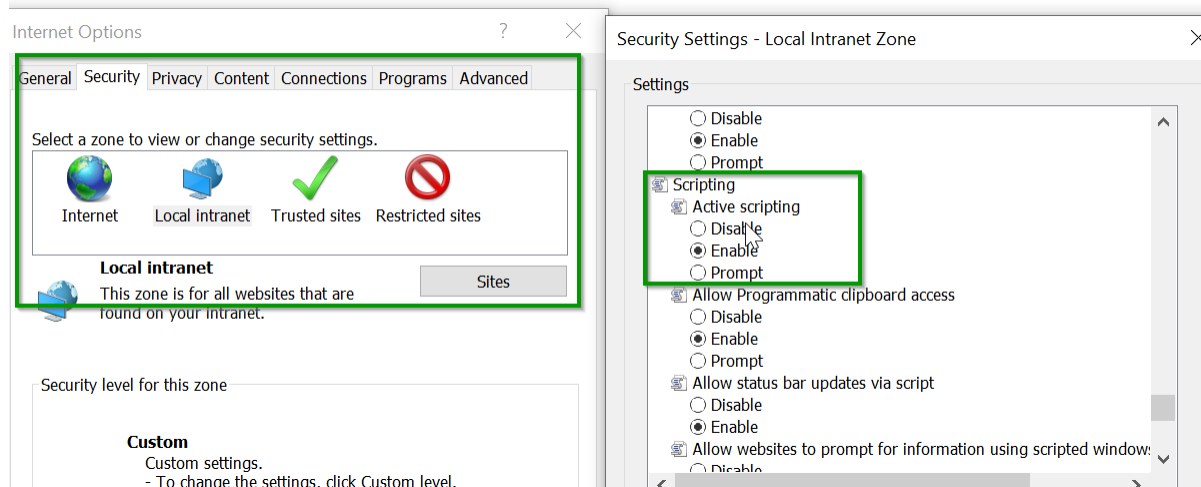 Internet Options
?
General Security Privacy Content Connections Programs Advanced
Select a zone to view or change security settings.
Internet Local intranet Trusted sites Restricted sites
Local intranet
This zone is for all websites that are
found on your intranet.
Sites
Security level for this zone
Custom
Custom settings.
- To change the settings, click Custom level.
Security Settings - Local Intranet Zone
Settings
Disable
Enable
Prompt
Scripting
Active scripting
Disable
Enable
Prompt
Allow Programmatic clipboard access
Disable
Enable
Prompt
Allow status bar updates via script
Disable
Enable
Allow websites to prompt for information using scripted windows
Disable